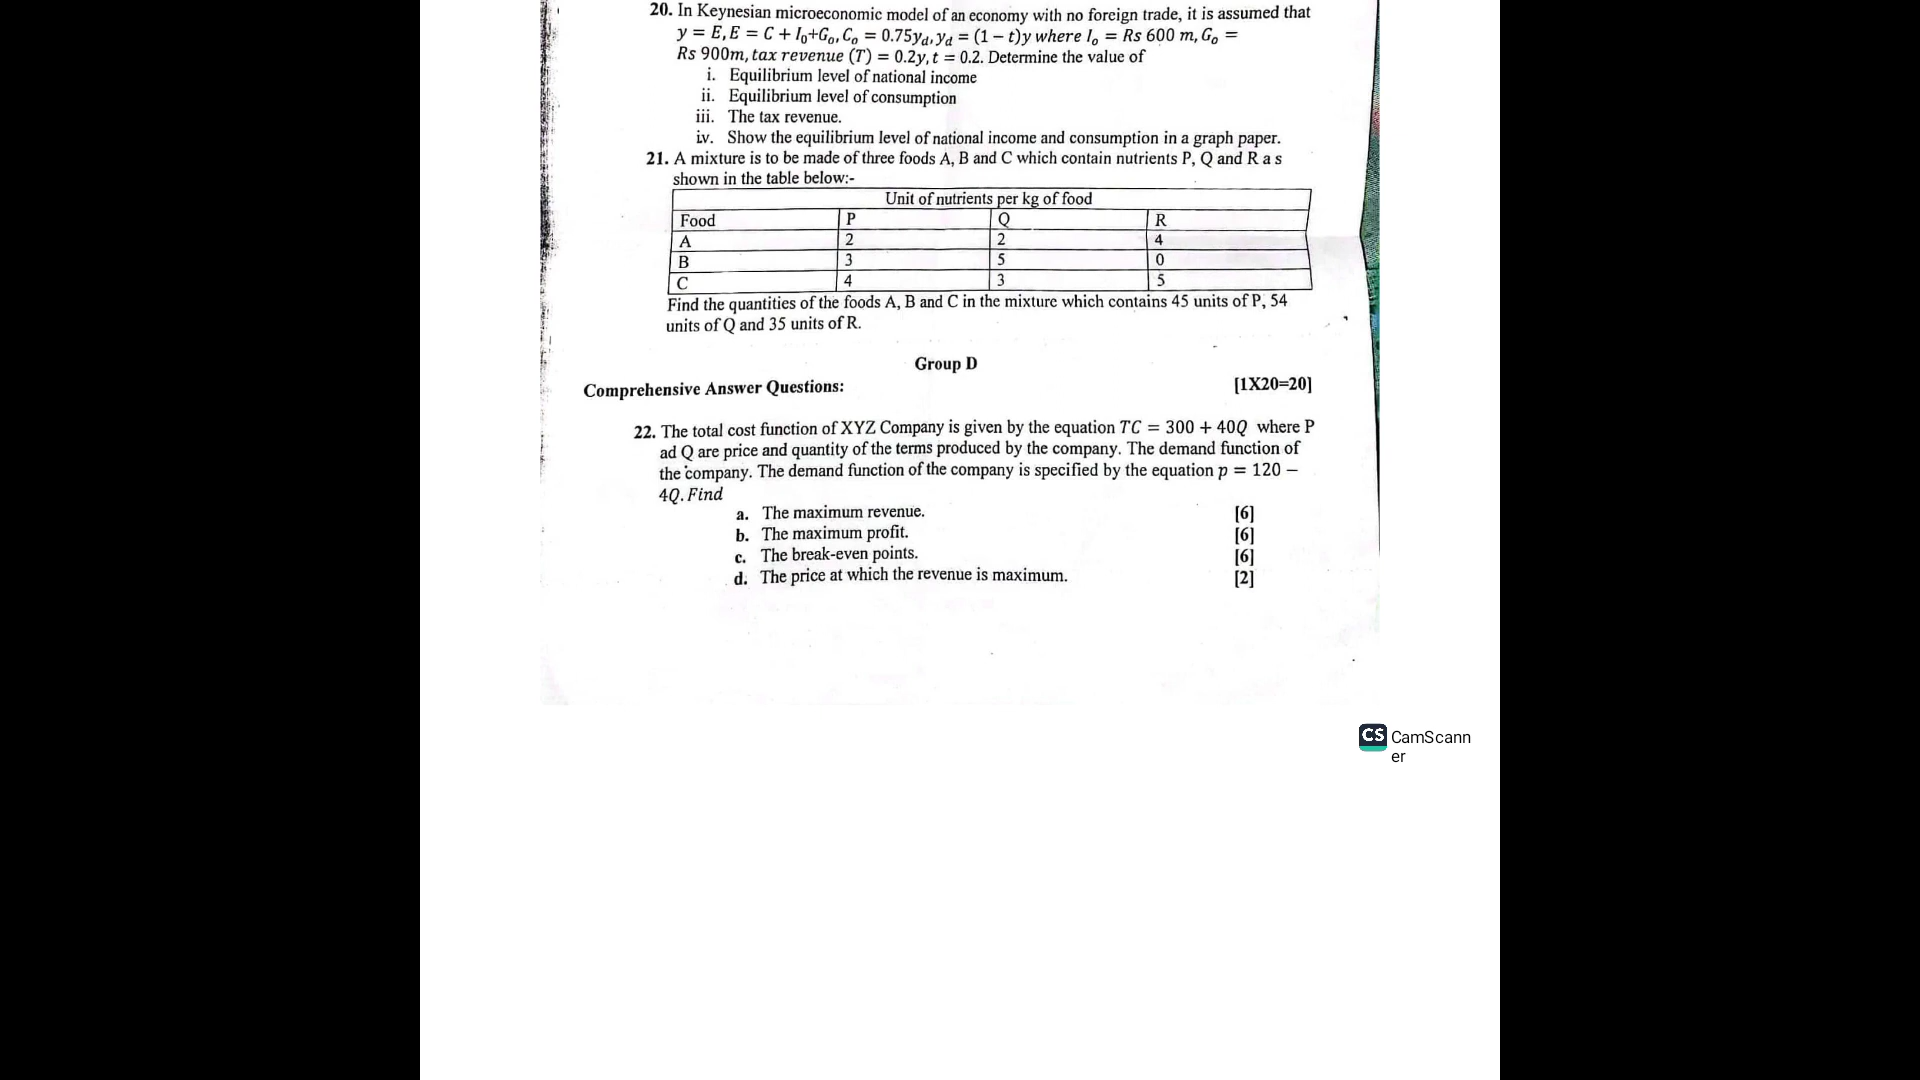 20. In Keynesian microeconomic model of an economy with no foreign trade, it is assumed that
y = E, E = C + I₀+Gₒ, Cₒ = 0.75y_d, y_d = (1 − t)y where Iₒ = Rs 600 m, Gₒ =
Rs 900m, tax revenue (T) = 0.2y, t = 0.2. Determine the value of
i. Equilibrium level of national income
ii. Equilibrium level of consumption
iii. The tax revenue.
iv. Show the equilibrium level of national income and consumption in a graph paper.
21. A mixture is to be made of three foods A, B and C which contain nutrients P, Q and R a s
shown in the table below:-
Unit of nutrients per kg of food
Food P Q R
A 2 2 4
B 3 5 0
C 4 3 5
Find the quantities of the foods A, B and C in the mixture which contains 45 units of P, 54
units of Q and 35 units of R.
Group D
Comprehensive Answer Questions: [1X20=20]
22. The total cost function of XYZ Company is given by the equation TC = 300 + 40Q where P
ad Q are price and quantity of the terms produced by the company. The demand function of
the company. The demand function of the company is specified by the equation p = 120 −
4Q. Find
a. The maximum revenue. [6]
b. The maximum profit. [6]
c. The break-even points. [6]
d. The price at which the revenue is maximum. [2]
CS CamScann
er